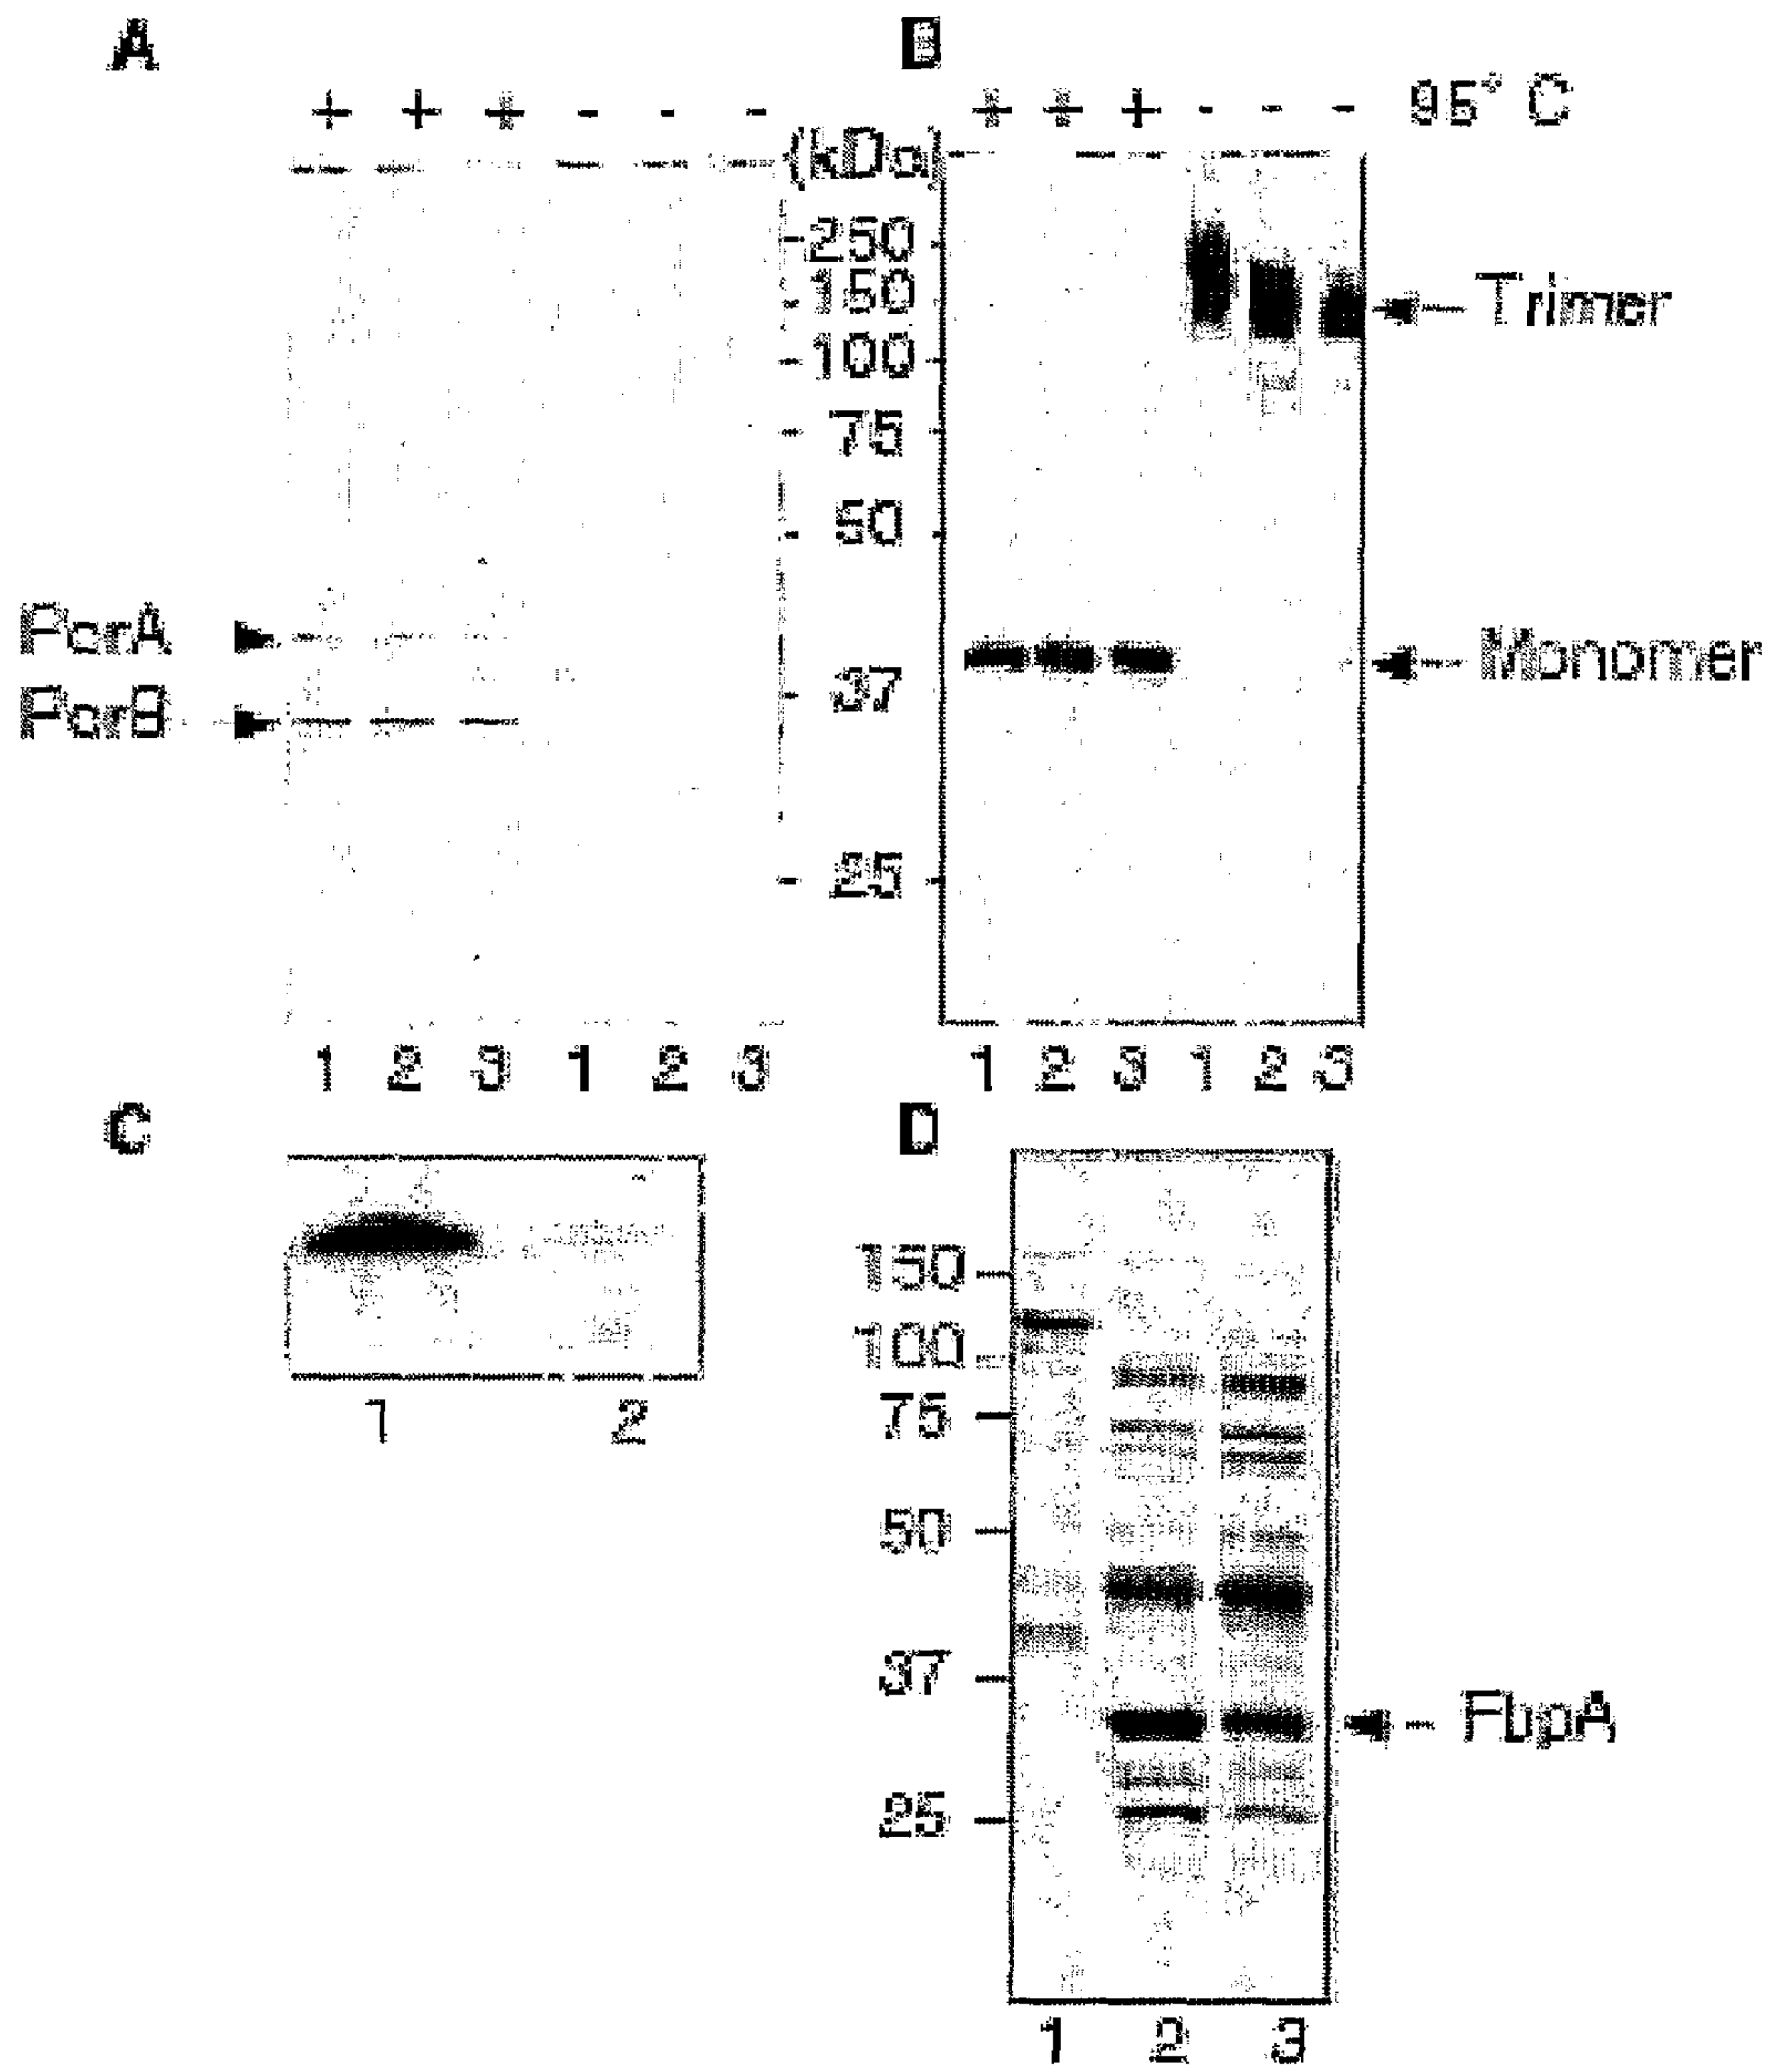 A B
+ + + - - - (kDa) + + + - - - 95° C
250
150 Trimer
100
75
50
PorA
Monomer
37
PorB
25
1 2 3 1 2 3 1 2 3 1 2 3
C D
150
100
75
1 2
50
37
FbpA
25
1 2 3